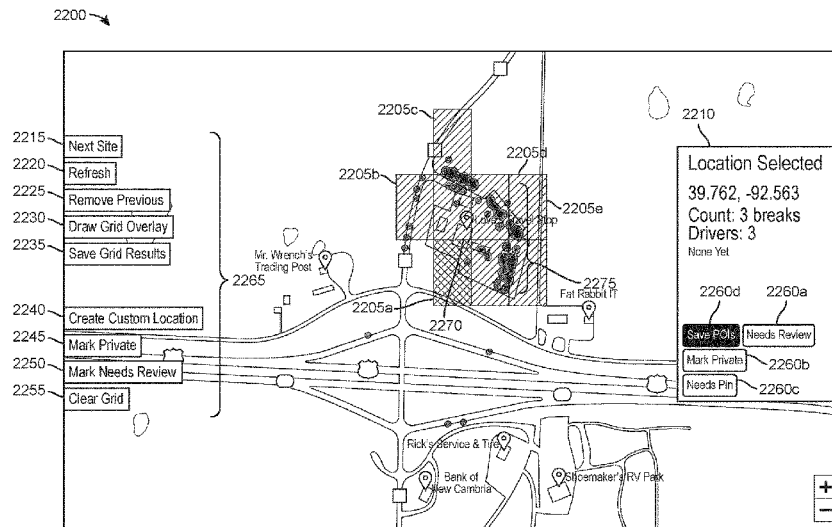 2200
2205c
2210
2215 Next Site
2220 Refresh
2225 Remove Previous
2230 Draw Grid Overlay
2235 Save Grid Results
2265
2240 Create Custom Location
2245 Mark Private
2250 Mark Needs Review
2255 Clear Grid
2205b
2205d
2205e
2275
2205a
2270
Mr. Wrench's
Trading Post
Stop
Fat Rabbit IT
Rick's Service & Tire
Bank of
New Cambria
Shoemaker's RV Park
Location Selected
39.762, -92.563
Count: 3 breaks
Drivers: 3
None Yet
2260d
2260a
Save POIs
Needs Review
Mark Private
2260b
Needs Pin
2260c
+
−